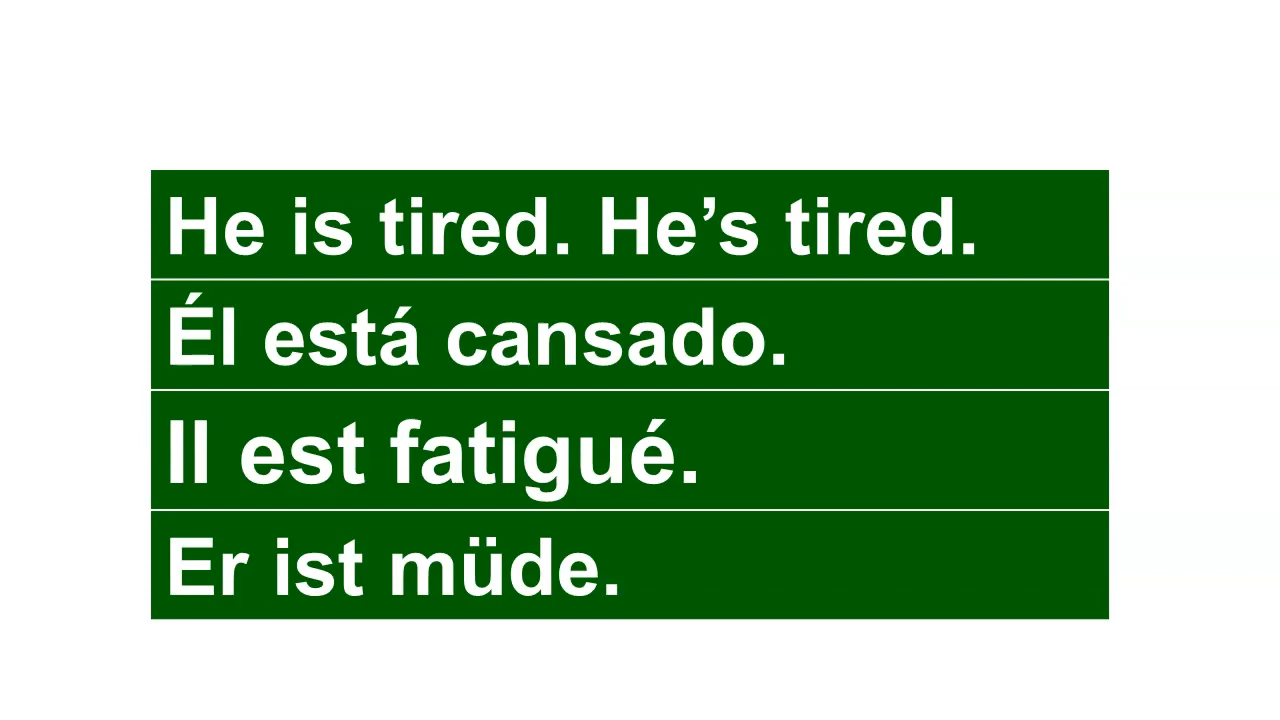 He is tired. He’s tired.
Él está cansado.
Il est fatigué.
Er ist müde.